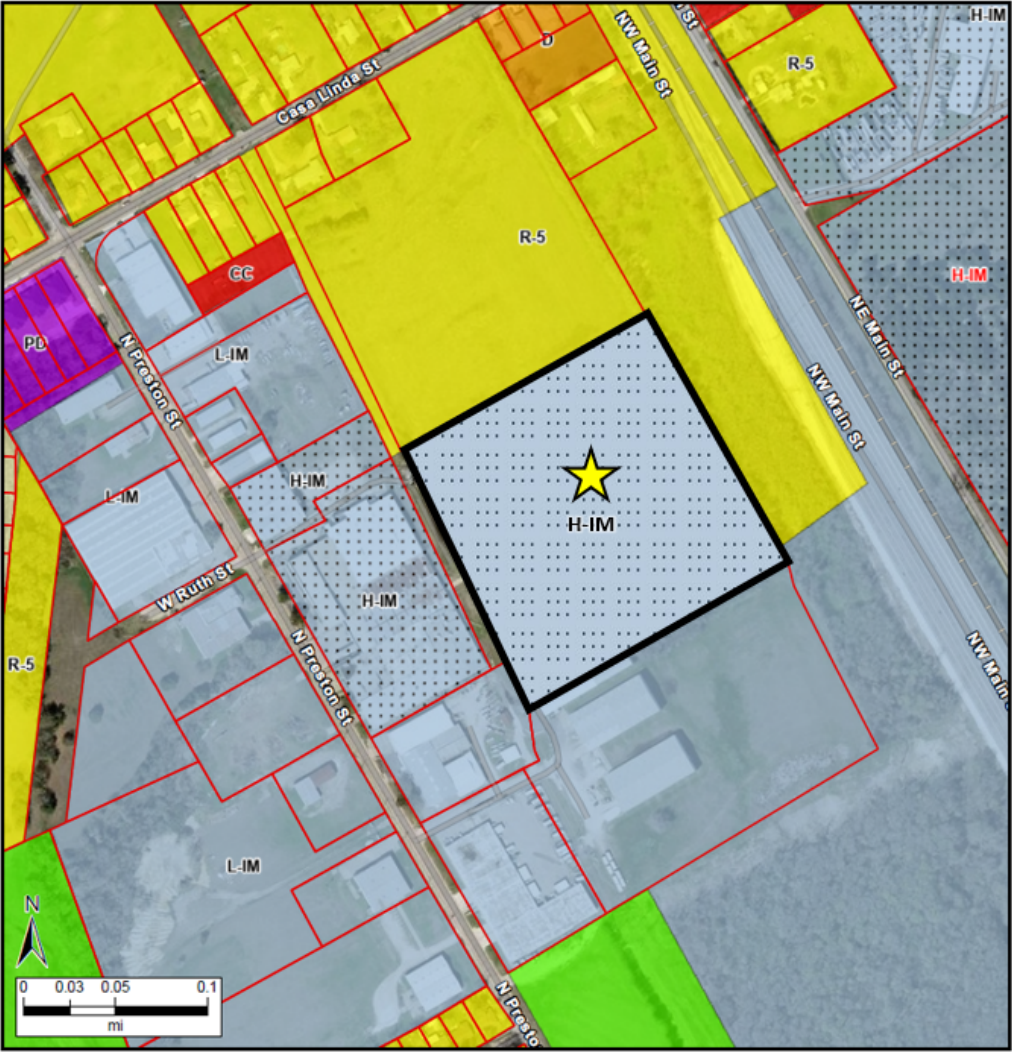 H-IM
N St
NW Main St
D
R-5
Casa Linda St
R-5
CC
H-IM
PD
N Preston St
L-IM
NE Main St
NW Main St
H-IM
L-IM
H-IM
W Ruth St
H-IM
R-5
N Preston St
NW Main
L-IM
N
0 0.03 0.05 0.1
mi
N Presto